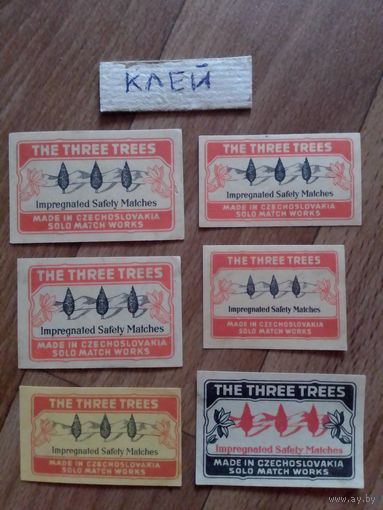 КЛЕЙ
THE THREE TREES
Impregnated Safety Matches
MADE IN CZECHOSLOVAKIA
SOLO MATCH WORKS
THE THREE TREES
Impregnated Safety Matches
MADE IN CZECHOSLOVAKIA
SOLO MATCH WORKS
THE THREE TREES
Impregnated Safety Matches
MADE IN CZECHOSLOVAKIA
SOLO MATCH WORKS
THE THREE TREES
Impregnated Safety Matches
MADE IN CZECHOSLOVAKIA
SOLO MATCH WORKS
THE THREE TREES
Impregnated Safety Matches
MADE IN CZECHOSLOVAKIA
SOLO MATCH WORKS
THE THREE TREES
Impregnated Safety Matches
MADE IN CZECHOSLOVAKIA
SOLO MATCH WORKS
ay.by